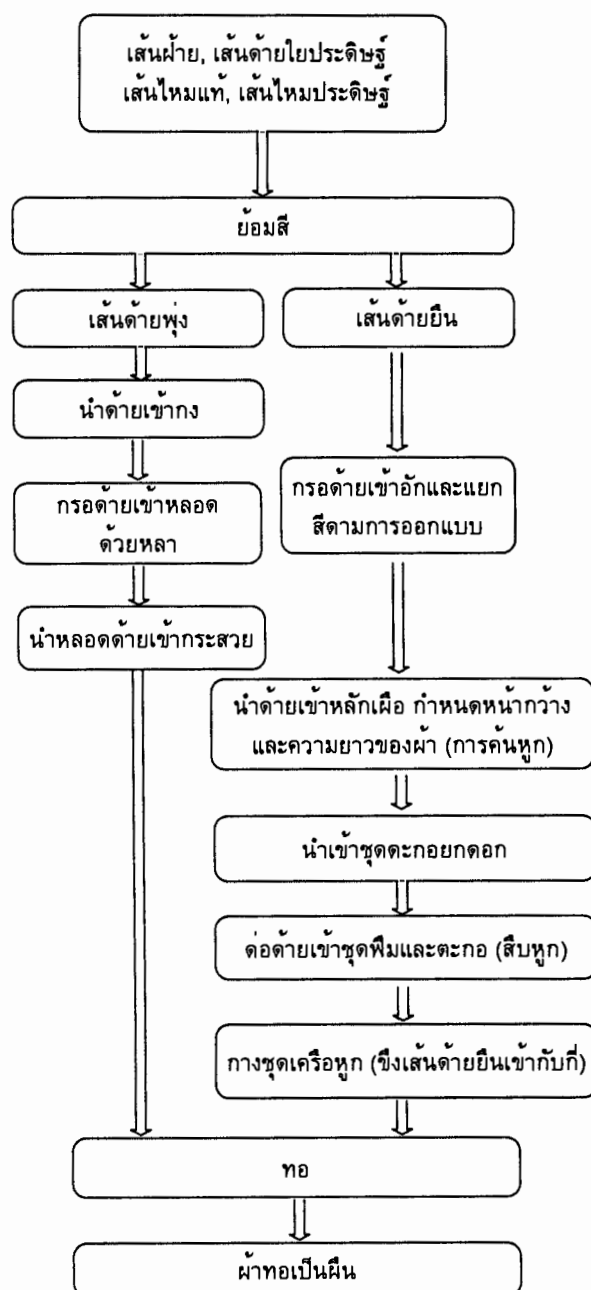 เส้นฝ้าย, เส้นด้ายใยประดิษฐ์
เส้นไหมแท้, เส้นไหมประดิษฐ์
ย้อมสี
เส้นด้ายพุ่ง
เส้นด้ายยืน
นำด้ายเข้ากง
กรอด้ายเข้าหลอด
ด้วยหลา
กรอด้ายเข้าอักและแยก
สีตามการออกแบบ
นำหลอดด้ายเข้ากระสวย
นำด้ายเข้าหลักเผือ กำหนดหน้ากว้าง
และความยาวของผ้า (การค้นหูก)
นำเข้าชุดตะกอยกดอก
ต่อด้ายเข้าชุดฟืมและตะกอ (สืบหูก)
กางชุดเครือหูก (ขึงเส้นด้ายยืนเข้ากับกี่)
ทอ
ผ้าทอเป็นผืน